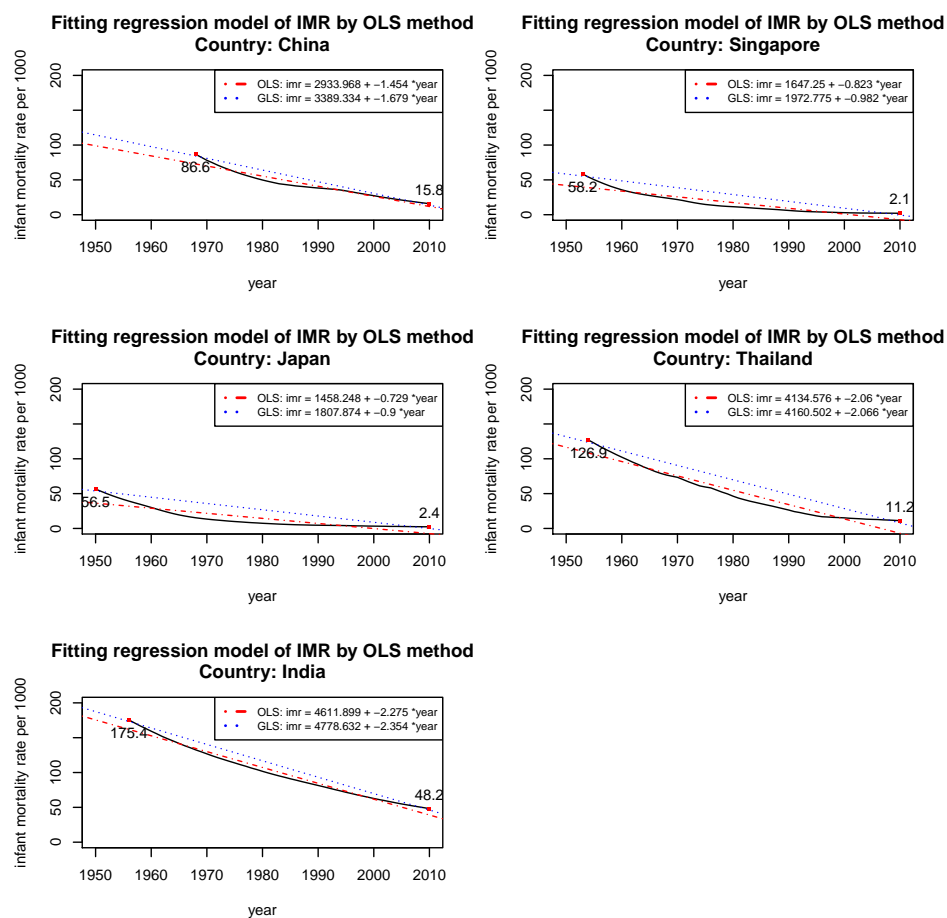 Fitting regression model of IMR by OLS method
Country: China
infant mortality rate per 1000
200
100
50
0
OLS: imr = 2933.968 + −1.454 *year
GLS: imr = 3389.334 + −1.679 *year
86.6
15.8
1950 1960 1970 1980 1990 2000 2010
year
Fitting regression model of IMR by OLS method
Country: Singapore
infant mortality rate per 1000
200
100
50
0
OLS: imr = 1647.25 + −0.823 *year
GLS: imr = 1972.775 + −0.982 *year
58.2
2.1
1950 1960 1970 1980 1990 2000 2010
year
Fitting regression model of IMR by OLS method
Country: Japan
infant mortality rate per 1000
200
100
50
0
OLS: imr = 1458.248 + −0.729 *year
GLS: imr = 1807.874 + −0.9 *year
56.5
2.4
1950 1960 1970 1980 1990 2000 2010
year
Fitting regression model of IMR by OLS method
Country: Thailand
infant mortality rate per 1000
200
100
50
0
OLS: imr = 4134.576 + −2.06 *year
GLS: imr = 4160.502 + −2.066 *year
126.9
11.2
1950 1960 1970 1980 1990 2000 2010
year
Fitting regression model of IMR by OLS method
Country: India
infant mortality rate per 1000
200
100
50
0
OLS: imr = 4611.899 + −2.275 *year
GLS: imr = 4778.632 + −2.354 *year
175.4
48.2
1950 1960 1970 1980 1990 2000 2010
year